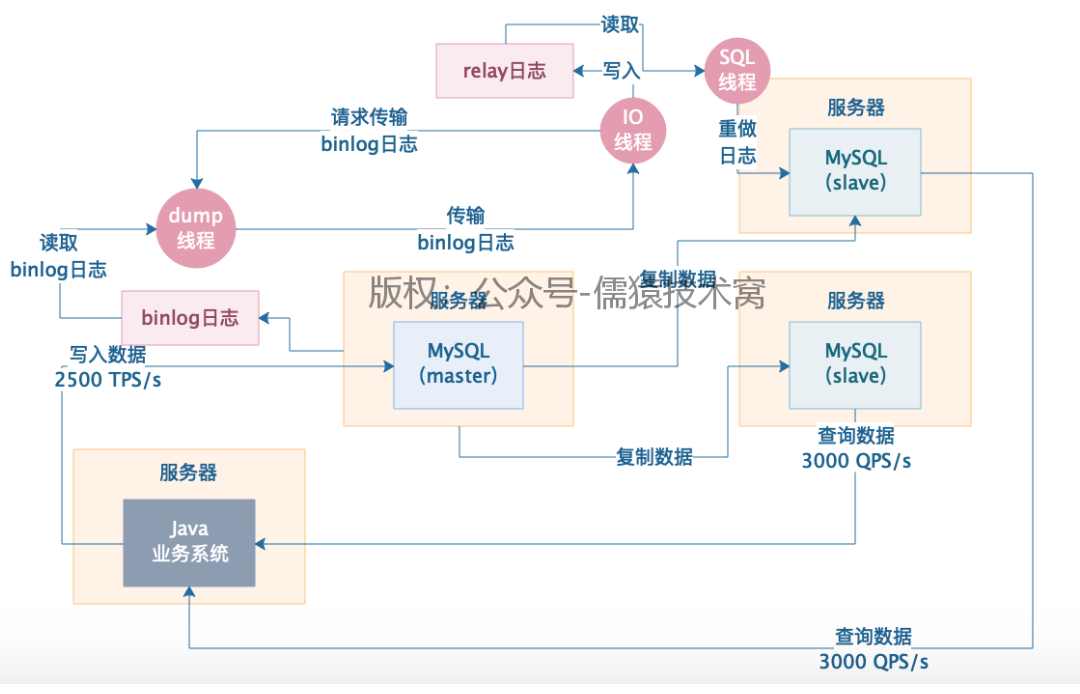 读取
relay日志
写入
SQL
线程
IO
线程
请求传输
binlog日志
重做
日志
服务器
MySQL
(slave)
dump
线程
传输
binlog日志
读取
binlog日志
复制数据
版权：公众号-儒猿技术窝
服务器
服务器
binlog日志
MySQL
(master)
MySQL
(slave)
写入数据
2500 TPS/s
查询数据
3000 QPS/s
复制数据
服务器
Java
业务系统
查询数据
3000 QPS/s